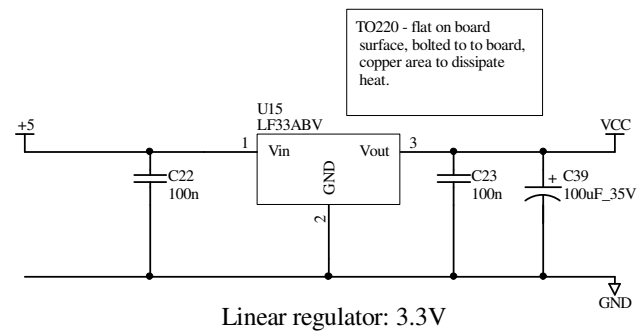 TO220 - flat on board
surface, bolted to to board,
copper area to dissipate
heat.
U15
LF33ABV
+5
VCC
1
Vin
Vout
3
GND
2
C22
100n
C23
100n
+
C39
100uF_35V
GND
Linear regulator: 3.3V